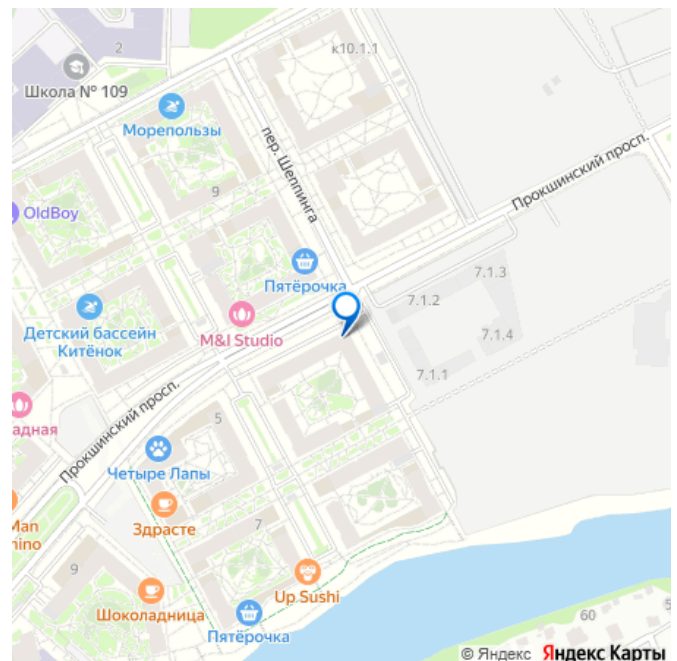 2
к10.1.1
Школа № 109
Морепользы
пер. Шеппинга
Прокшинский просп.
9
OldBoy
Пятёрочка
7.1.3
7.1.2
Детский бассейн
Китёнок
M&I Studio
7.1.4
7.1.1
адная
Прокшинский просп.
5
Четыре Лапы
Man
nino
Здрасте
7
9
Up Sushi
Шоколадница
60
5
Пятёрочка
© Яндекс Яндекс Карты